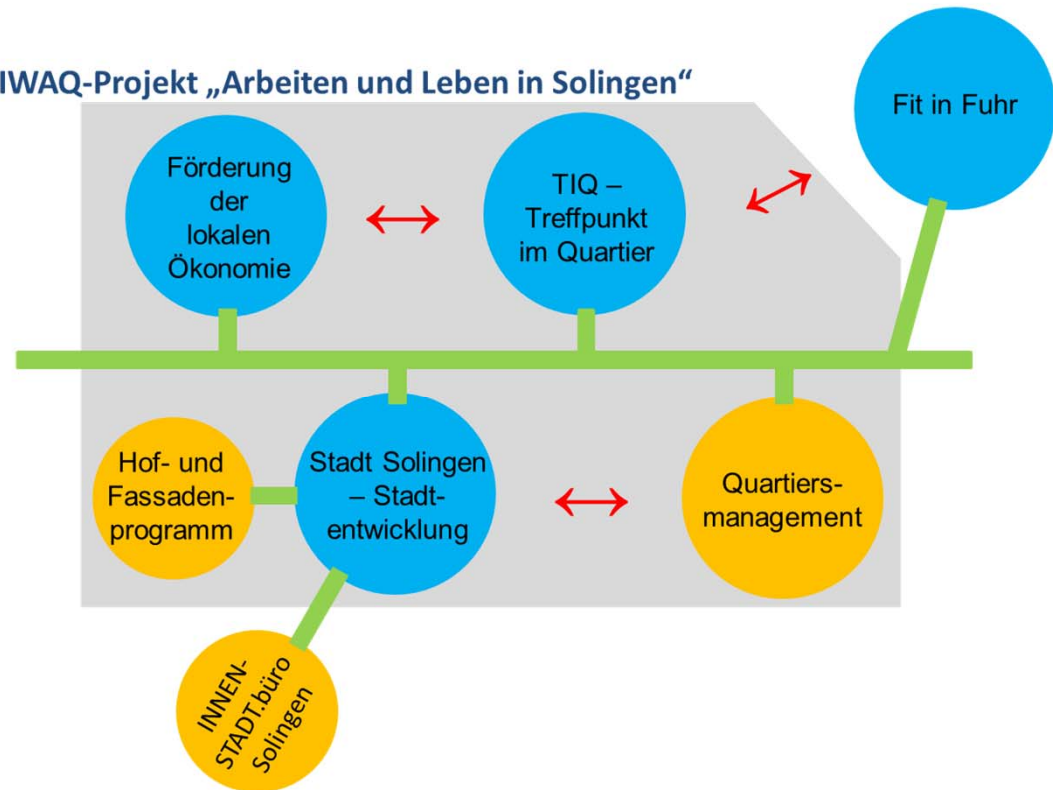 IWAQ-Projekt „Arbeiten und Leben in Solingen“
Fit in Fuhr
Förderung
der
lokalen
Ökonomie
TIQ –
Treffpunkt
im Quartier
Hof- und
Fassaden-
programm
Stadt Solingen
– Stadt-
entwicklung
Quartiers-
management
INNEN-
STADT.büro
Solingen